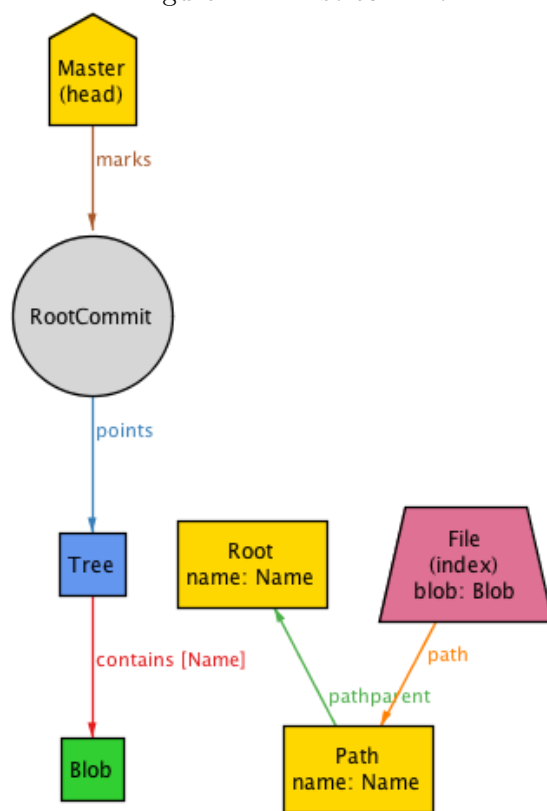 Master
(head)
marks
RootCommit
points
Tree
Root
name: Name
File
(index)
blob: Blob
contains [Name]
path
pathparent
Blob
Path
name: Name